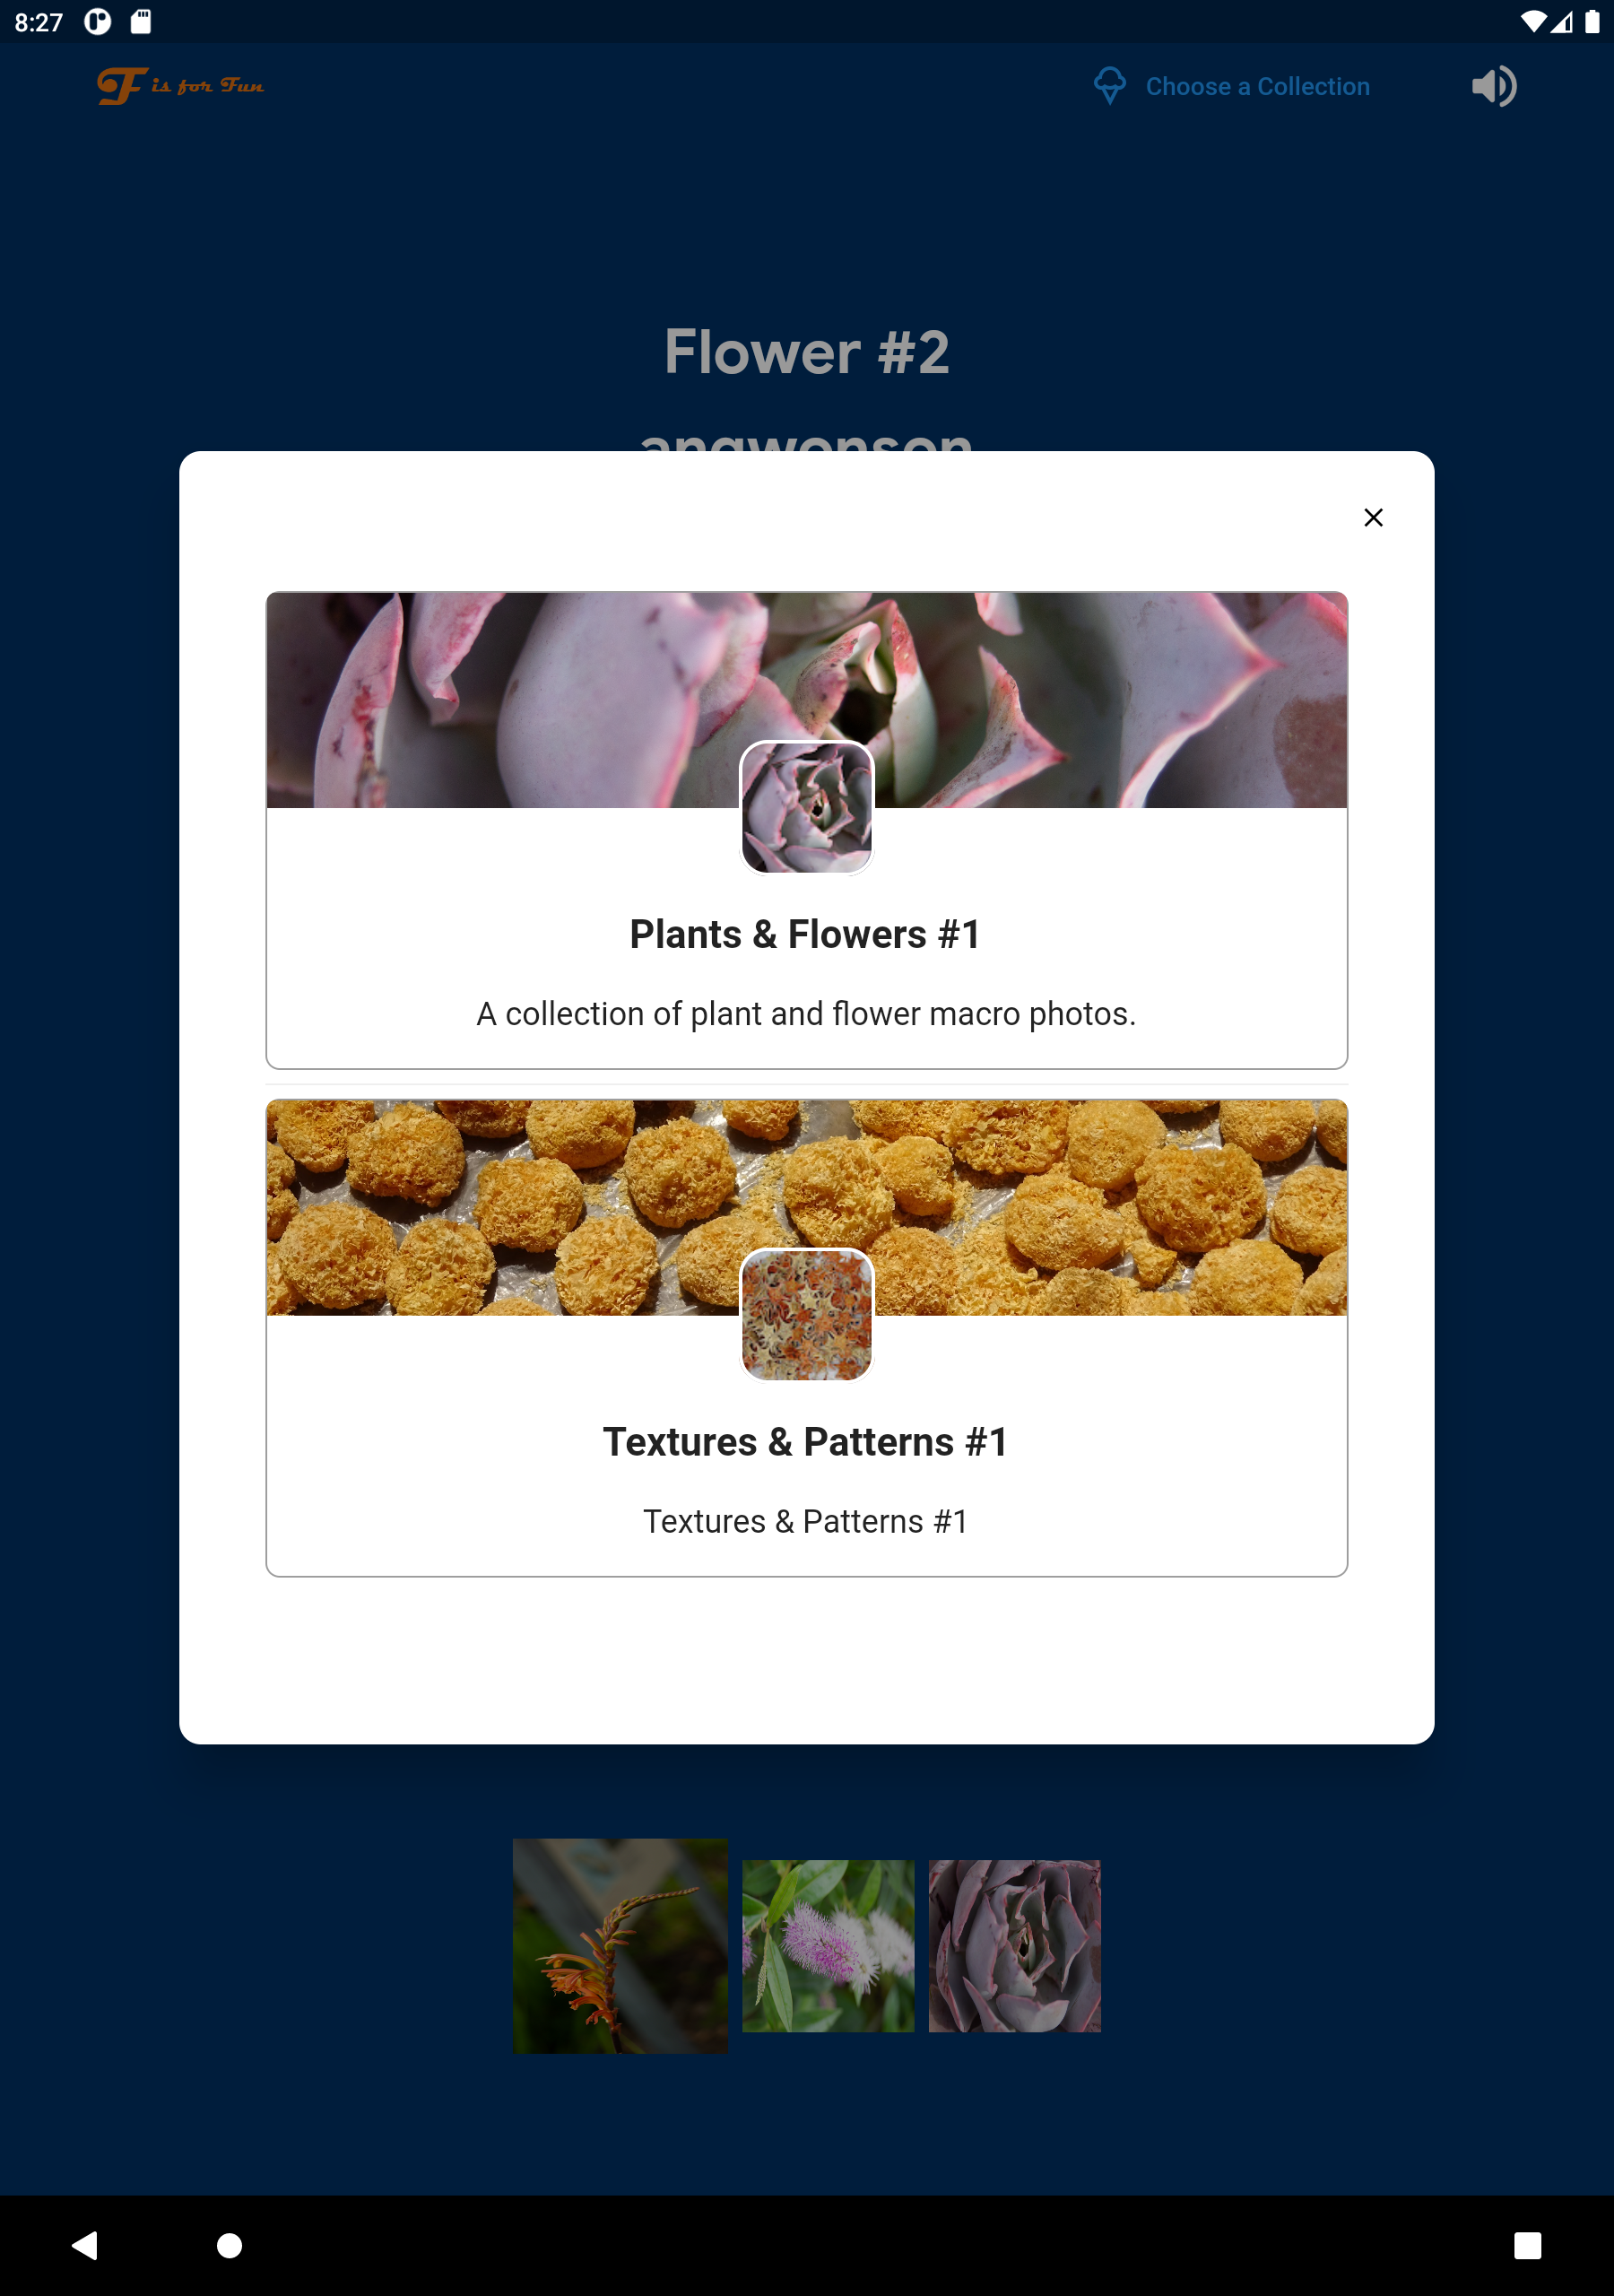 8:27
F is for Fun
Choose a Collection
Flower #2
Plants & Flowers #1
A collection of plant and flower macro photos.
Textures & Patterns #1
Textures & Patterns #1